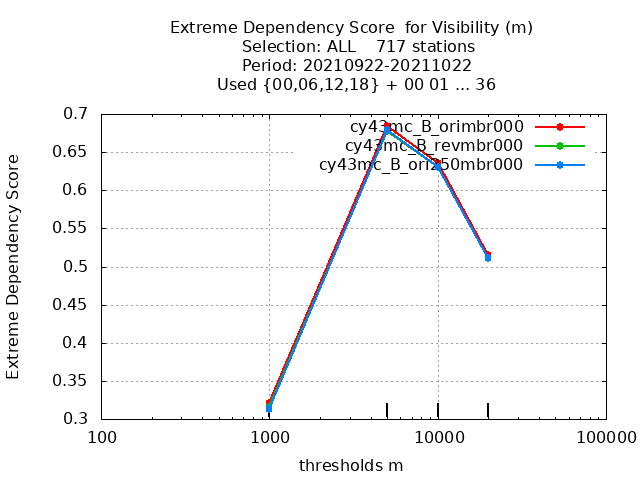 Extreme Dependency Score  for Visibility (m)
Selection: ALL    717 stations
Period: 20210922-20211022
Used {00,06,12,18} + 00 01 ... 36
Extreme Dependency Score
0.7
0.65
0.6
0.55
0.5
0.45
0.4
0.35
0.3
cy43mc_B_orimbr000
cy43mc_B_revmbr000
cy43mc_B_ori250mbr000
100
1000
10000
100000
thresholds m